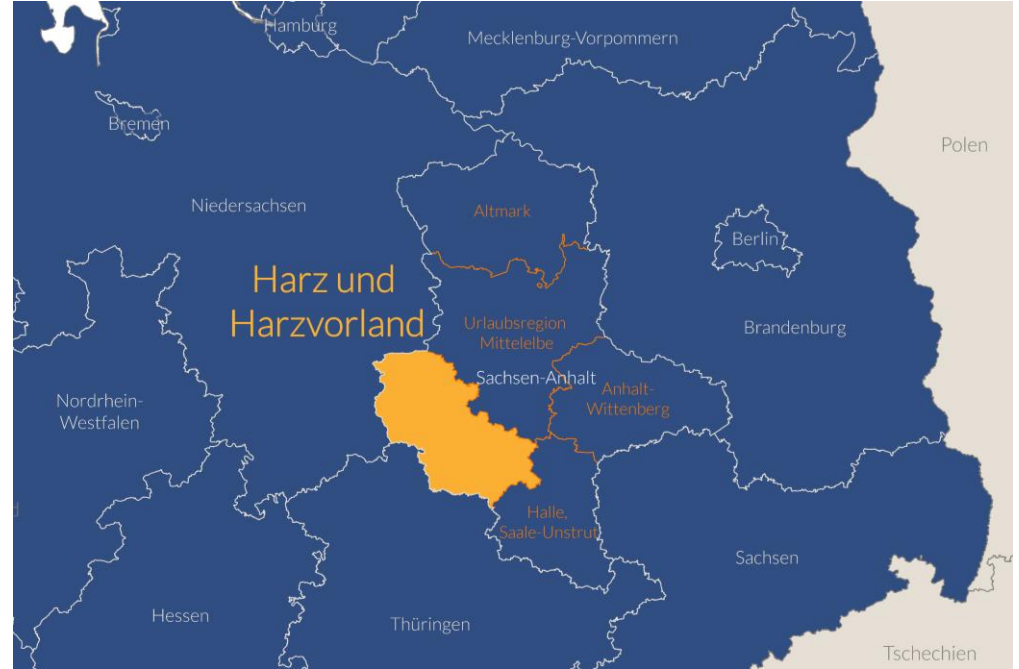 Hamburg
Mecklenburg-Vorpommern
Bremen
Polen
Niedersachsen
Altmark
Berlin
Harz und
Harzvorland
Urlaubsregion
Mittelelbe
Brandenburg
Sachsen-Anhalt
Anhalt-
Wittenberg
Nordrhein-
Westfalen
Halle,
Saale-Unstrut
Sachsen
Hessen
Thüringen
Tschechien